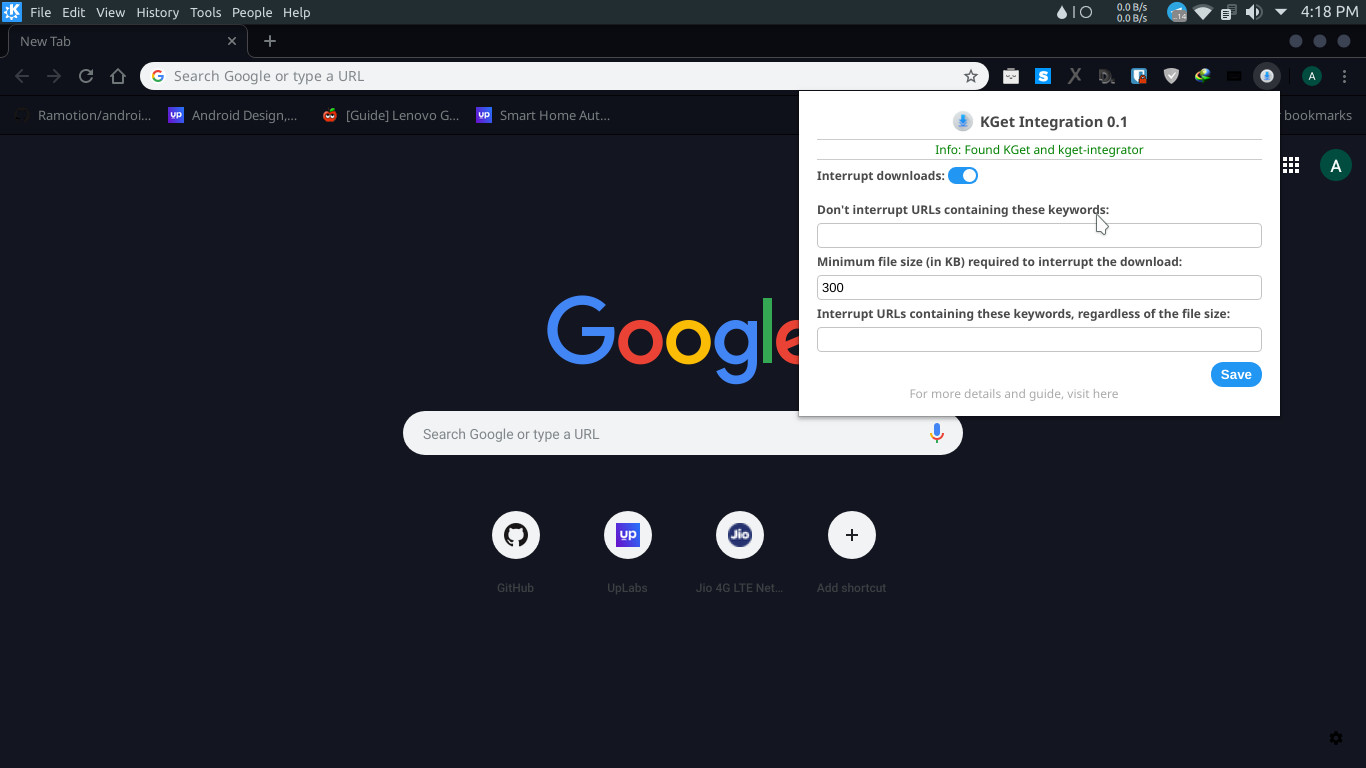 File Edit View History Tools People Help
0.0 B/s
0.0 B/s
14
4:18 PM
New Tab
Search Google or type a URL
A
Ramotion/androi... Android Design,... [Guide] Lenovo G... Smart Home Aut...
bookmarks
KGet Integration 0.1
Info: Found KGet and kget-integrator
Interrupt downloads:
Don't interrupt URLs containing these keywords:
Minimum file size (in KB) required to interrupt the download:
300
Interrupt URLs containing these keywords, regardless of the file size:
Save
For more details and guide, visit here
A
Google
Search Google or type a URL
up
Jio
GitHub UpLabs Jio 4G LTE Net... Add shortcut